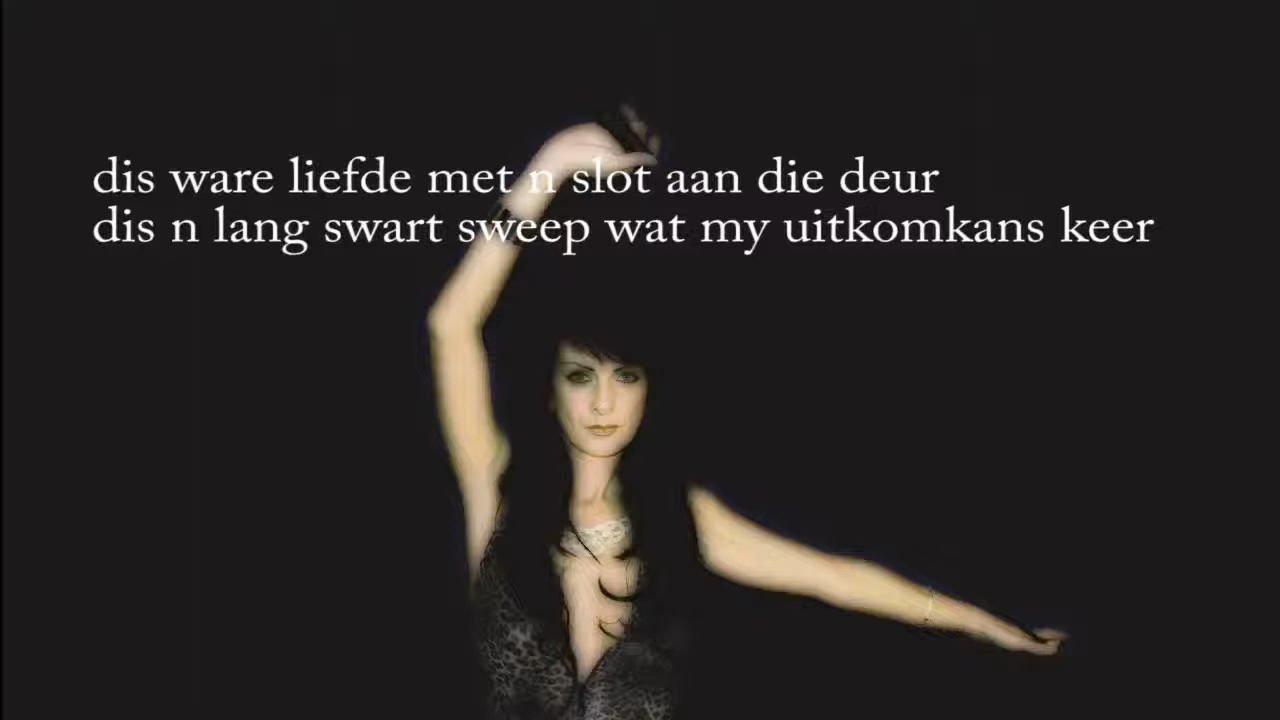 dis ware liefde met n slot aan die deur
dis n lang swart sweep wat my uitkomkans keer